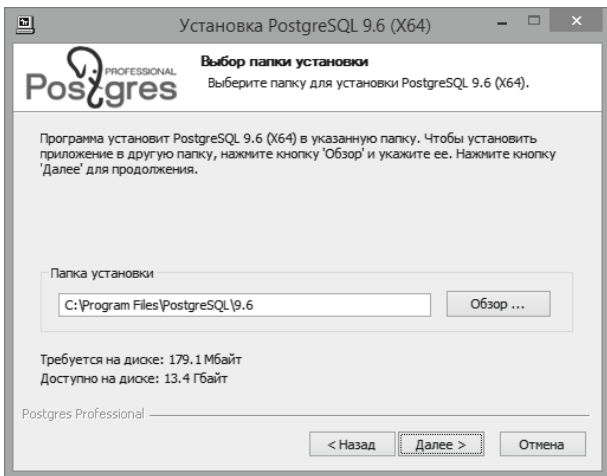 Установка PostgreSQL 9.6 (X64)
PROFESSIONAL
Postgres
Выбор папки установки
Выберите папку для установки PostgreSQL 9.6 (X64).
Программа установит PostgreSQL 9.6 (X64) в указанную папку. Чтобы установить
приложение в другую папку, нажмите кнопку 'Обзор' и укажите ее. Нажмите кнопку
'Далее' для продолжения.
Папка установки
C:\Program Files\PostgreSQL\9.6
Обзор ...
Требуется на диске: 179.1 Мбайт
Доступно на диске: 13.4 Гбайт
Postgres Professional
< Назад Далее > Отмена